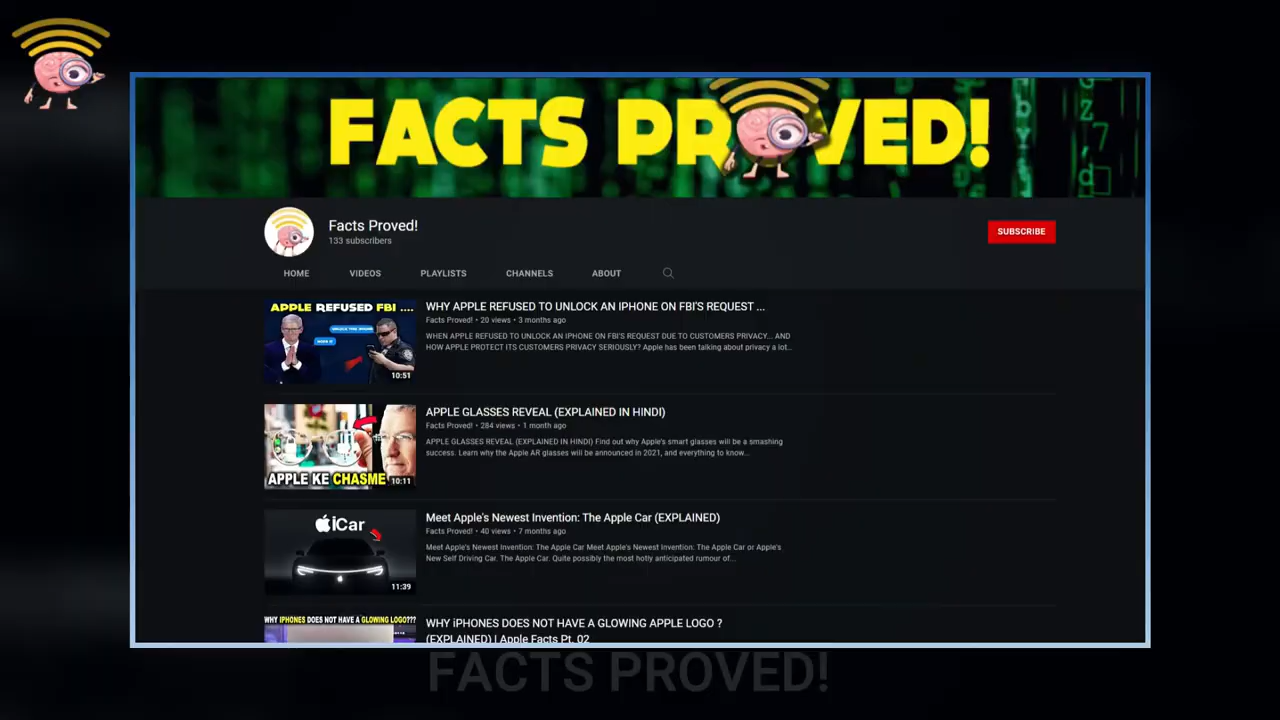 FACTS PROVED!
Facts Proved!
133 subscribers
SUBSCRIBE
HOME VIDEOS PLAYLISTS CHANNELS ABOUT
APPLE REFUSED FBI ....
10:51
WHY APPLE REFUSED TO UNLOCK AN IPHONE ON FBI'S REQUEST ...
Facts Proved! • 20 views • 3 months ago
WHEN APPLE REFUSED TO UNLOCK AN IPHONE ON FBI'S REQUEST DUE TO CUSTOMERS PRIVACY... AND
HOW APPLE PROTECT ITS CUSTOMERS PRIVACY SERIOUSLY? Apple has been talking about privacy a lot...
APPLE KE CHASME
10:11
APPLE GLASSES REVEAL (EXPLAINED IN HINDI)
Facts Proved! • 284 views • 1 month ago
APPLE GLASSES REVEAL (EXPLAINED IN HINDI) Find out why Apple's smart glasses will be a smashing
success. Learn why the Apple AR glasses will be announced in 2021, and everything to know...
iCar
11:39
Meet Apple's Newest Invention: The Apple Car (EXPLAINED)
Facts Proved! • 40 views • 7 months ago
Meet Apple's Newest Invention: The Apple Car Meet Apple's Newest Invention: The Apple Car or Apple's
New Self Driving Car. The Apple Car. Quite possibly the most hotly anticipated rumour of...
WHY IPHONES DOES NOT HAVE A GLOWING LOGO???
WHY iPHONES DOES NOT HAVE A GLOWING APPLE LOGO ?
(EXPLAINED) | Apple Facts Pt. 02
FACTS PROVED!